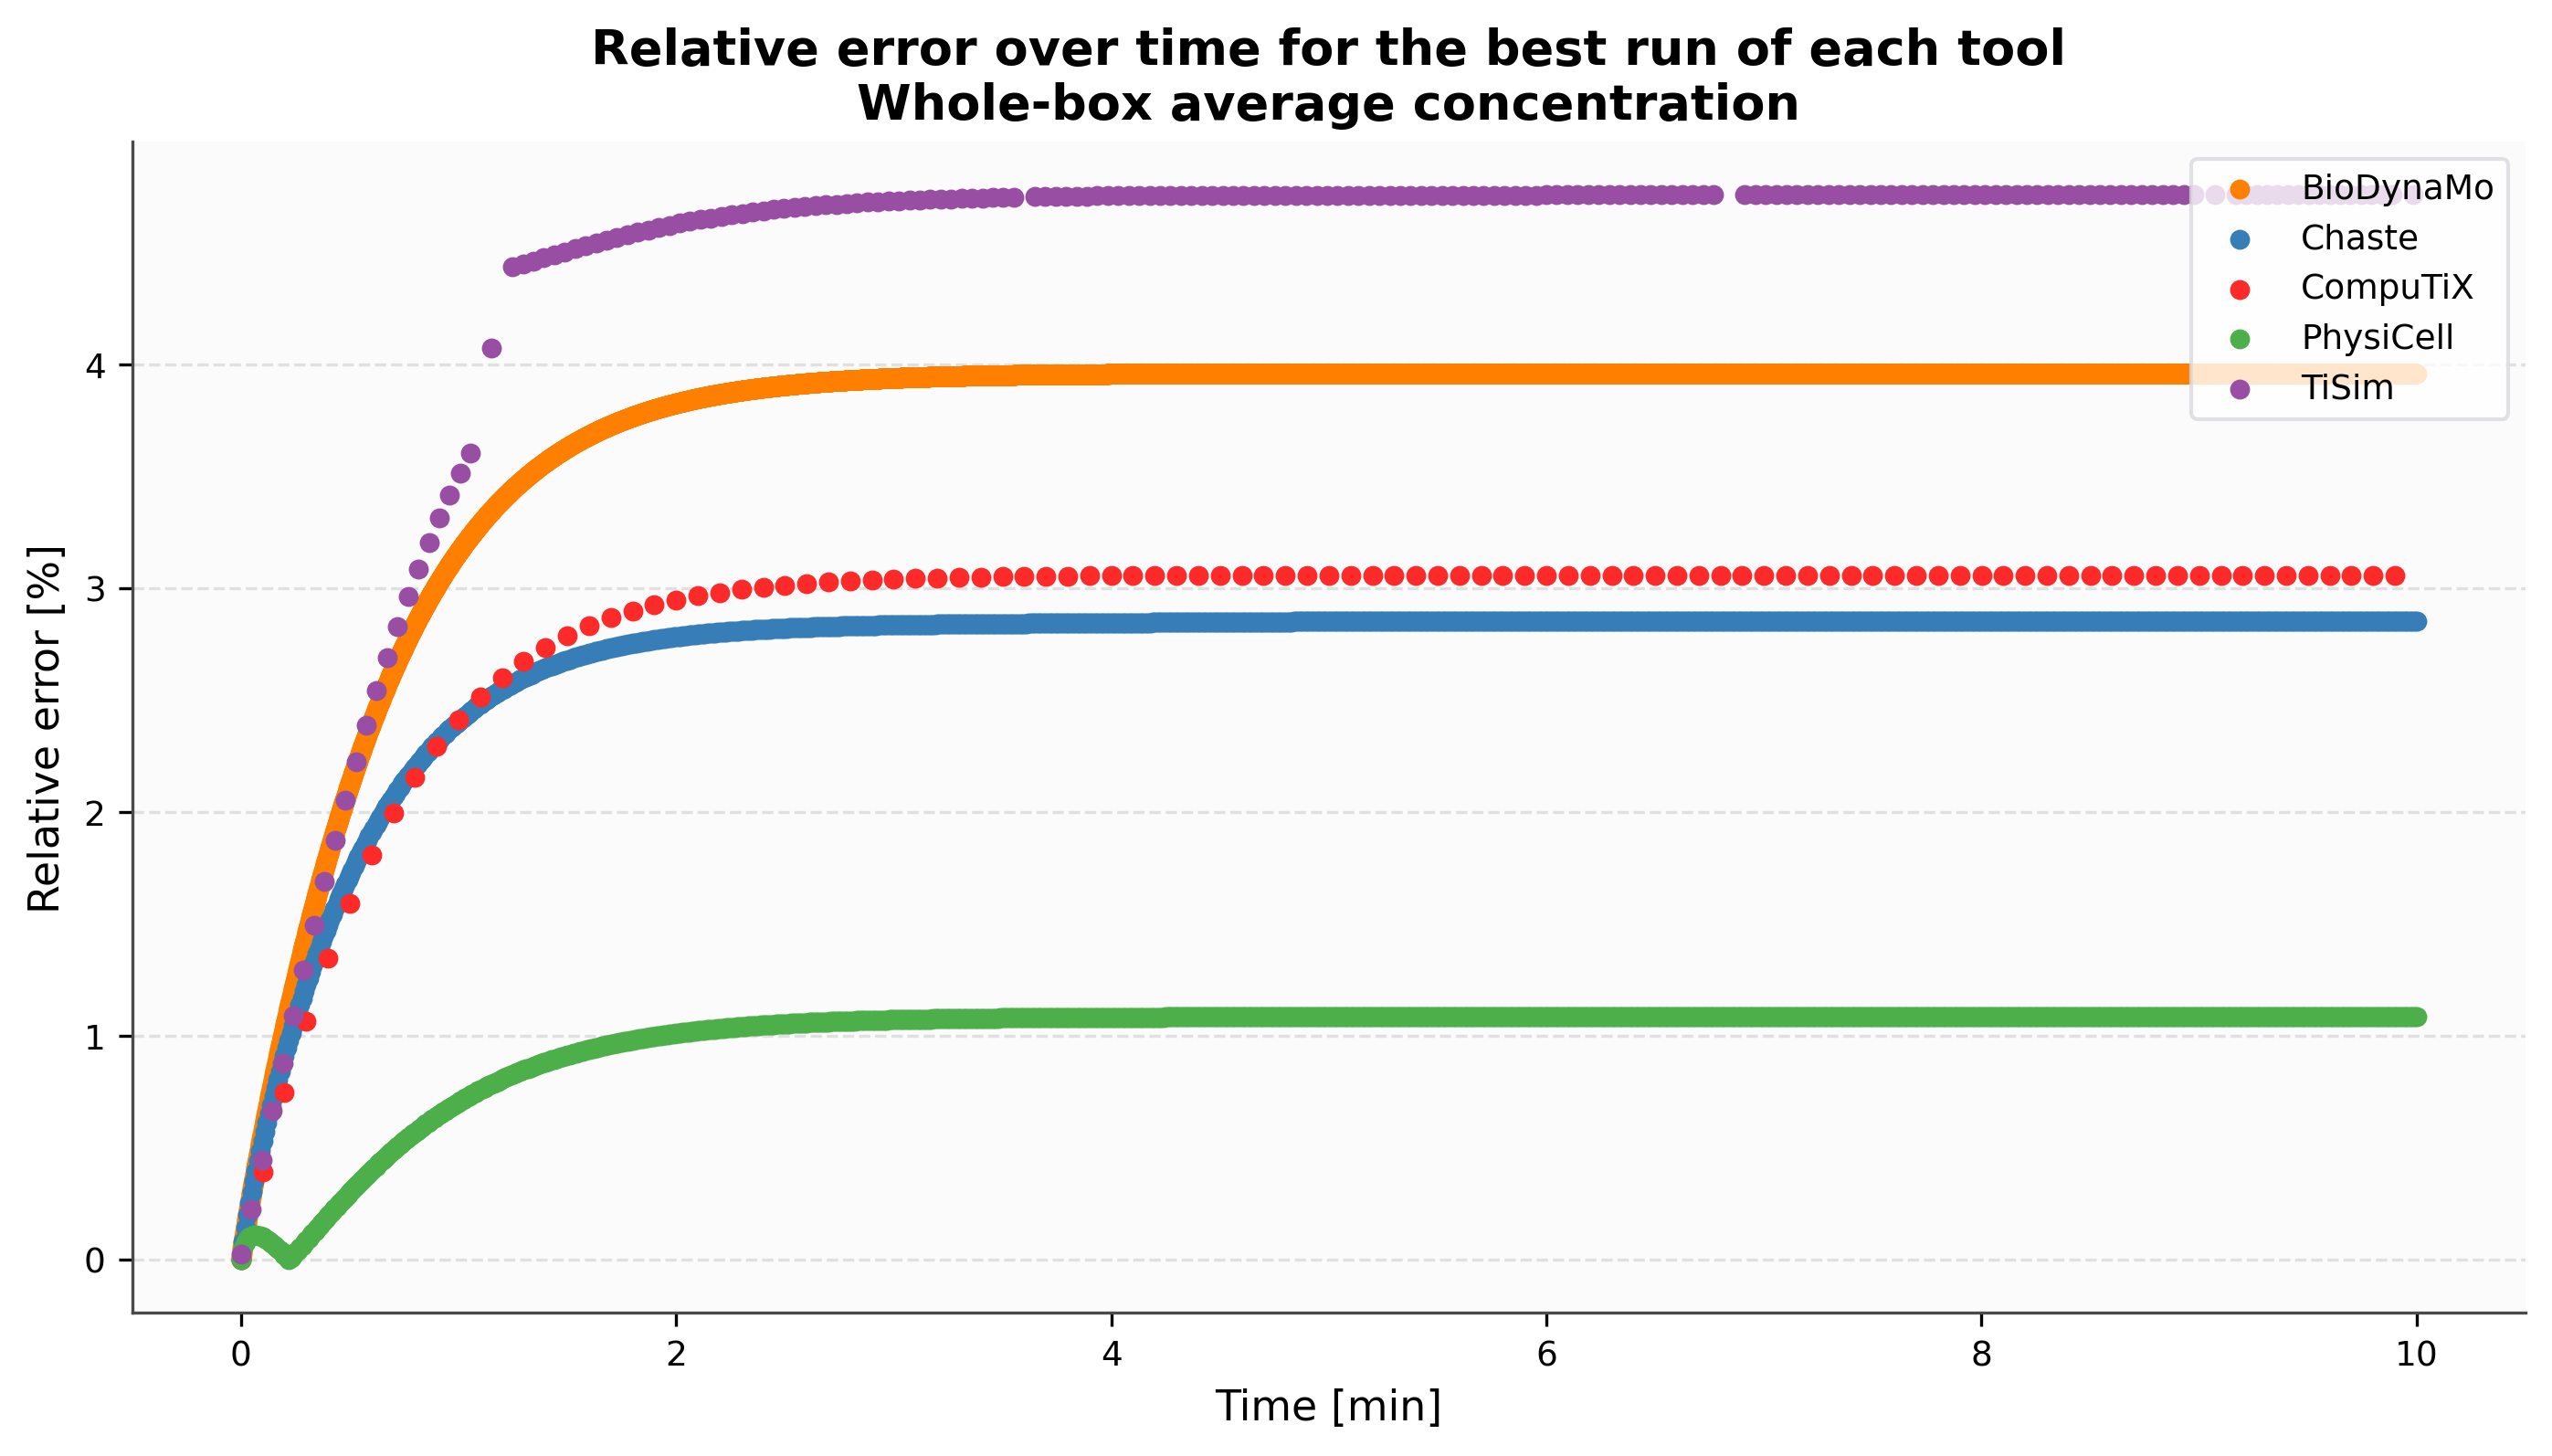 Relative error over time for the best run of each tool
Whole-box average concentration
BioDynaMo
Chaste
CompuTiX
PhysiCell
TiSim
Relative error [%]
4
3
2
1
0
0
2
4
6
8
10
Time [min]